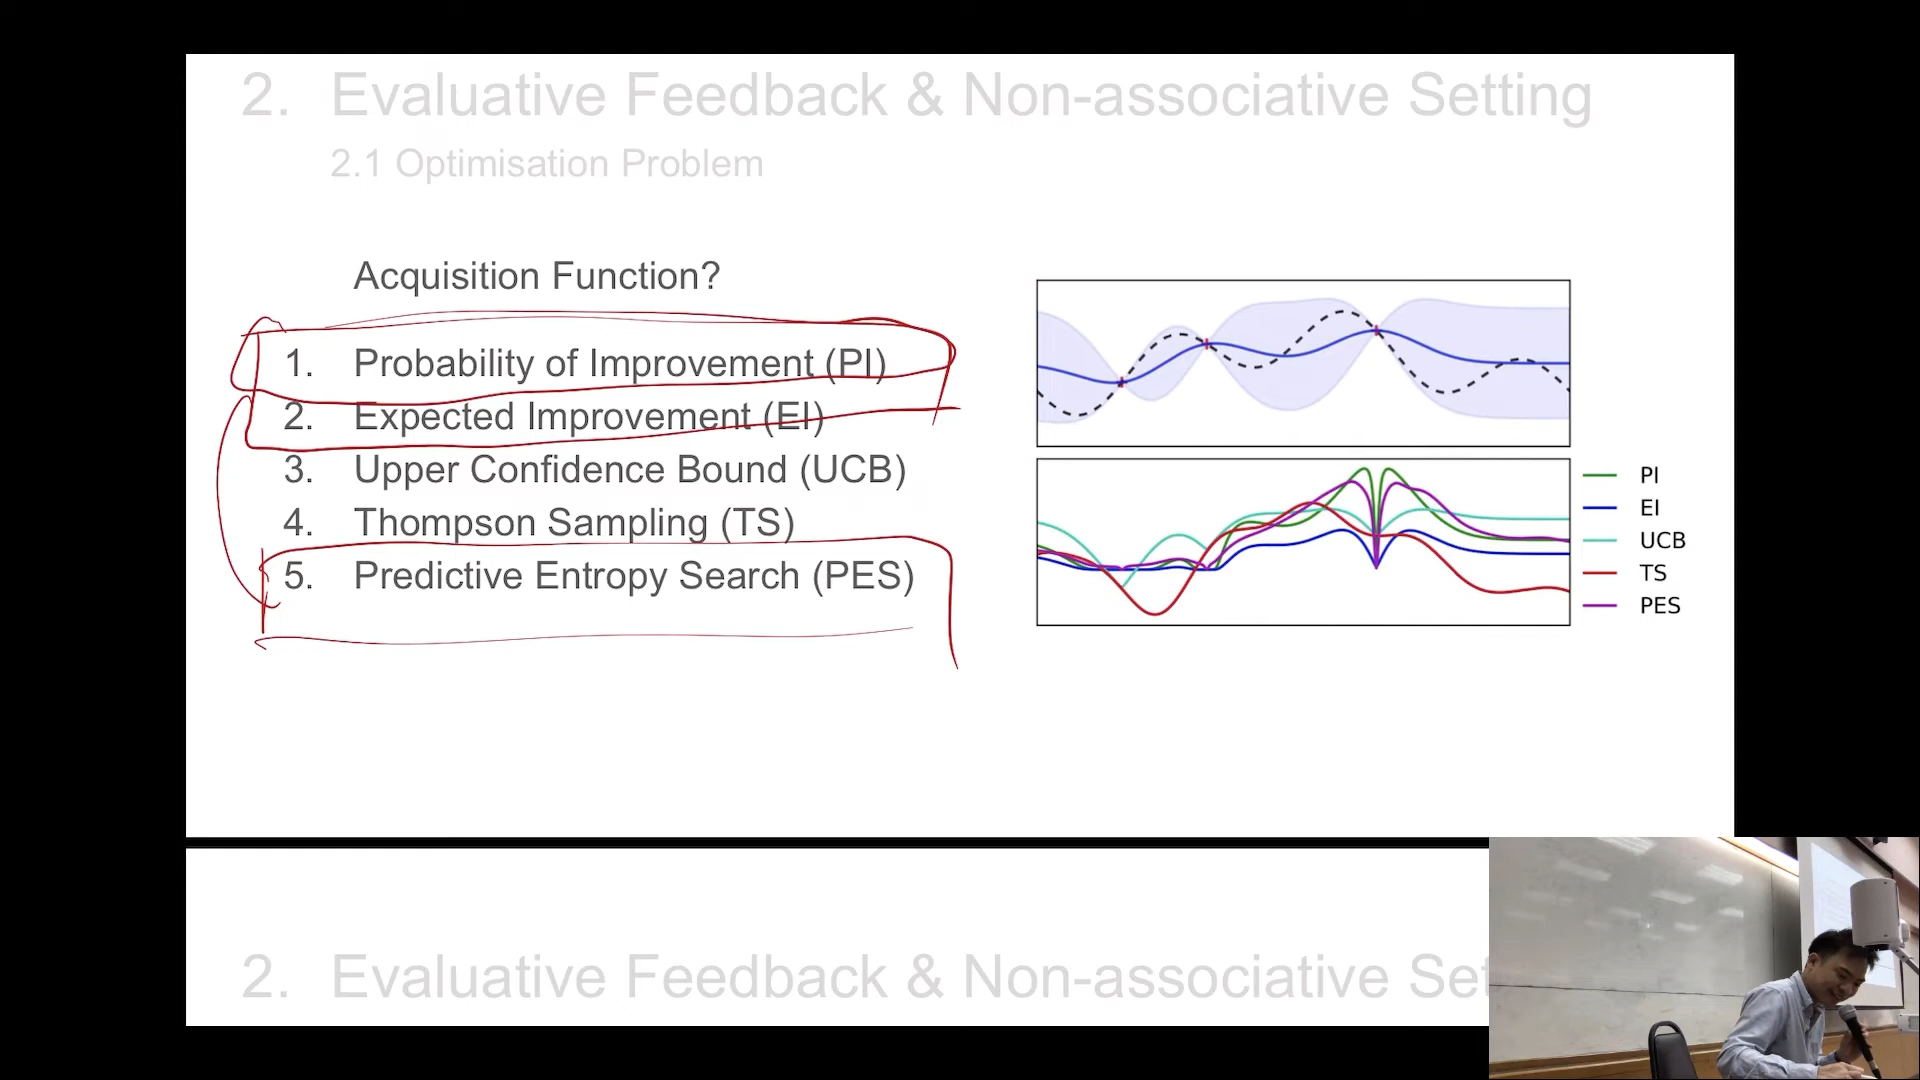 2. Evaluative Feedback & Non-associative Setting
2.1 Optimisation Problem
Acquisition Function?
1. Probability of Improvement (PI)
2. Expected Improvement (EI)
3. Upper Confidence Bound (UCB)
4. Thompson Sampling (TS)
5. Predictive Entropy Search (PES)
PI
EI
UCB
TS
PES
2. Evaluative Feedback & Non-associative Set